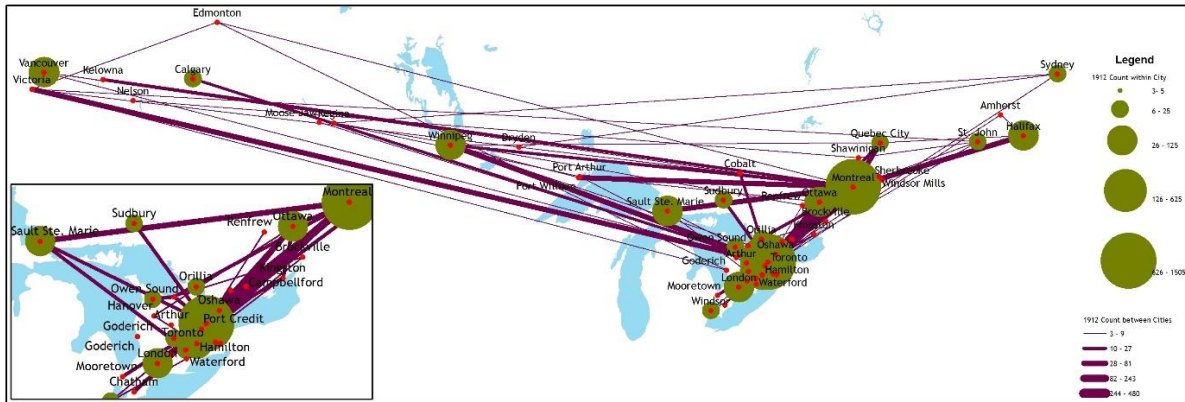 Edmonton
Vancouver
Victoria
Kelowna
Calgary
Nelson
Moose Jaw
Regina
Winnipeg
Dryden
Port Arthur
Port William
Cobalt
Sault Ste. Marie
Sudbury
Renfrew
Ottawa
Brockville
Kingston
Montreal
Quebec City
Shawinigan
Sherbrooke
Windsor Mills
St. John
Amherst
Halifax
Sydney
Owen Sound
Orillia
Oshawa
Arthur
Toronto
Goderich
Hamilton
London
Waterford
Mooretown
Windsor
Montreal
Sudbury
Sault Ste. Marie
Renfrew
Ottawa
Brockville
Kingston
Campbellford
Orillia
Owen Sound
Hanover
Oshawa
Arthur
Port Credit
Goderich
Toronto
Goderich
London
Hamilton
Mooretown
Waterford
Chatham
Legend
1912 Count within City
3- 5
6 - 25
26 - 125
126 - 625
626 - 1505
1912 Count between Cities
3 - 9
10 - 27
28 - 81
82 - 243
244 - 480